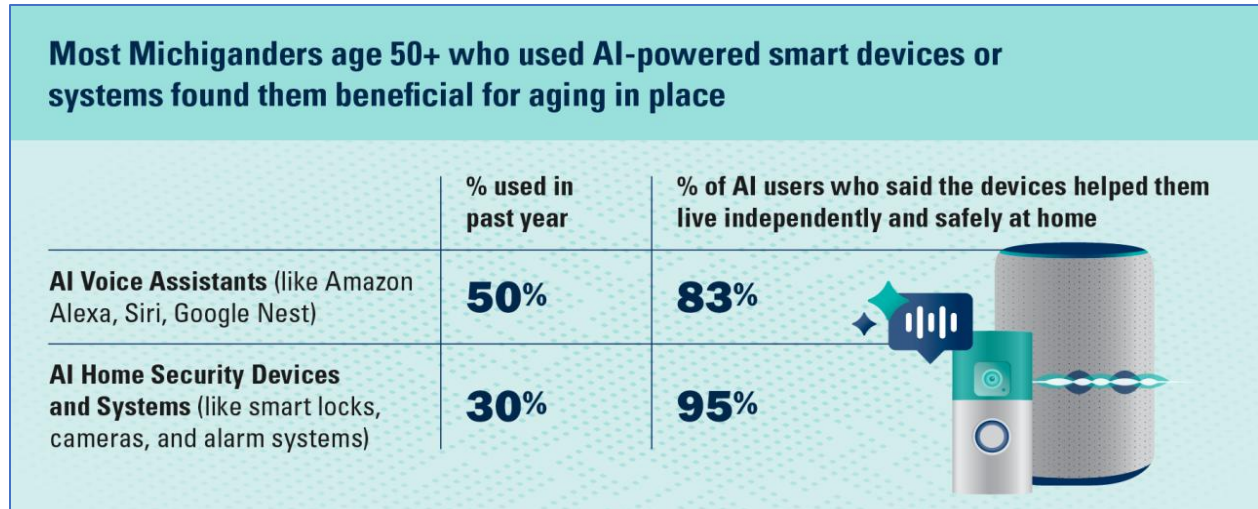 Most Michiganders age 50+ who used AI-powered smart devices or
systems found them beneficial for aging in place
% used in
past year
% of AI users who said the devices helped them
live independently and safely at home
AI Voice Assistants (like Amazon
Alexa, Siri, Google Nest)
50%
83%
AI Home Security Devices
and Systems (like smart locks,
cameras, and alarm systems)
30%
95%